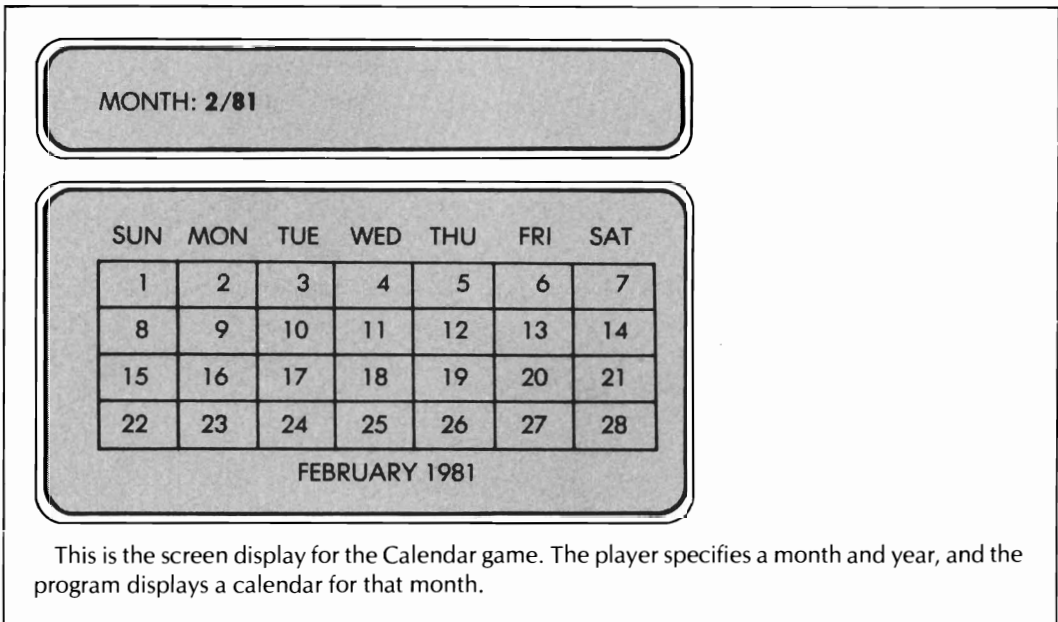 MONTH: 2/81
SUN MON TUE WED THU FRI SAT
1 2 3 4 5 6 7
8 9 10 11 12 13 14
15 16 17 18 19 20 21
22 23 24 25 26 27 28
FEBRUARY 1981
This is the screen display for the Calendar game. The player specifies a month and year, and the
program displays a calendar for that month.